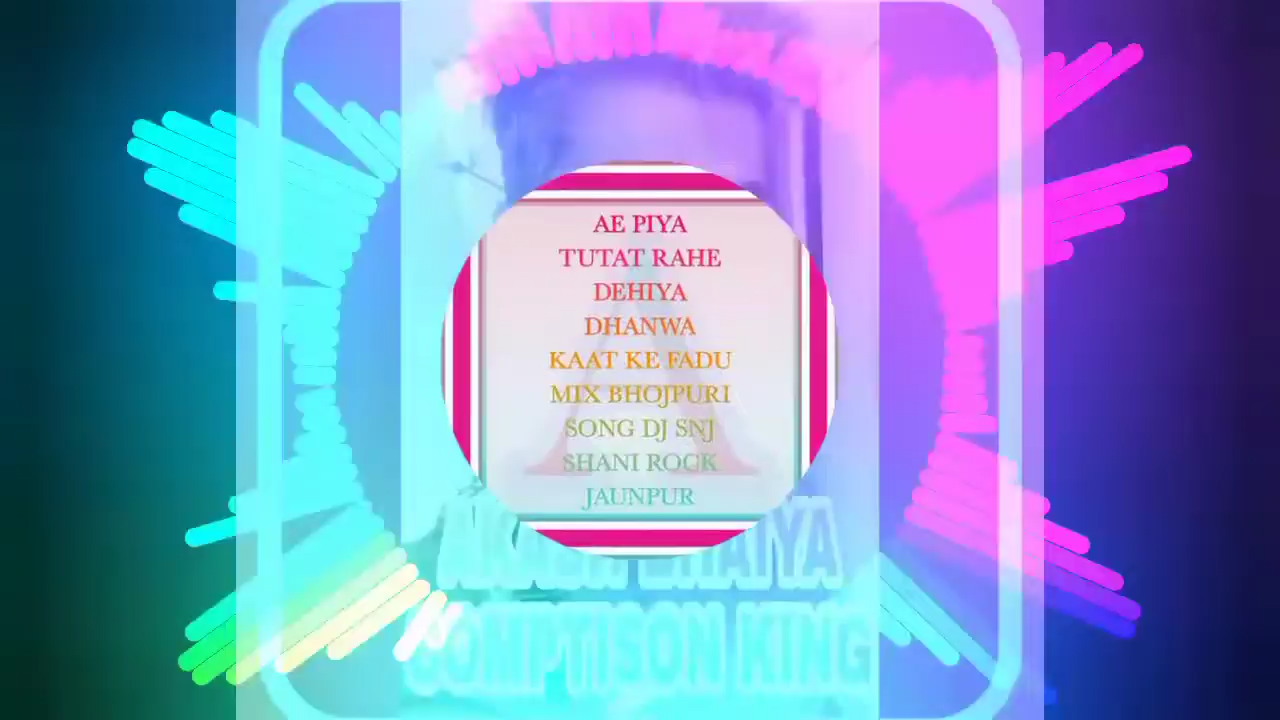 AE PIYA
TUTAT RAHE
DEHIYA
DHANWA
KAAT KE FADU
MIX BHOJPURI
SONG DJ SNJ
SHANI ROCK
JAUNPUR
COMPTISON KING